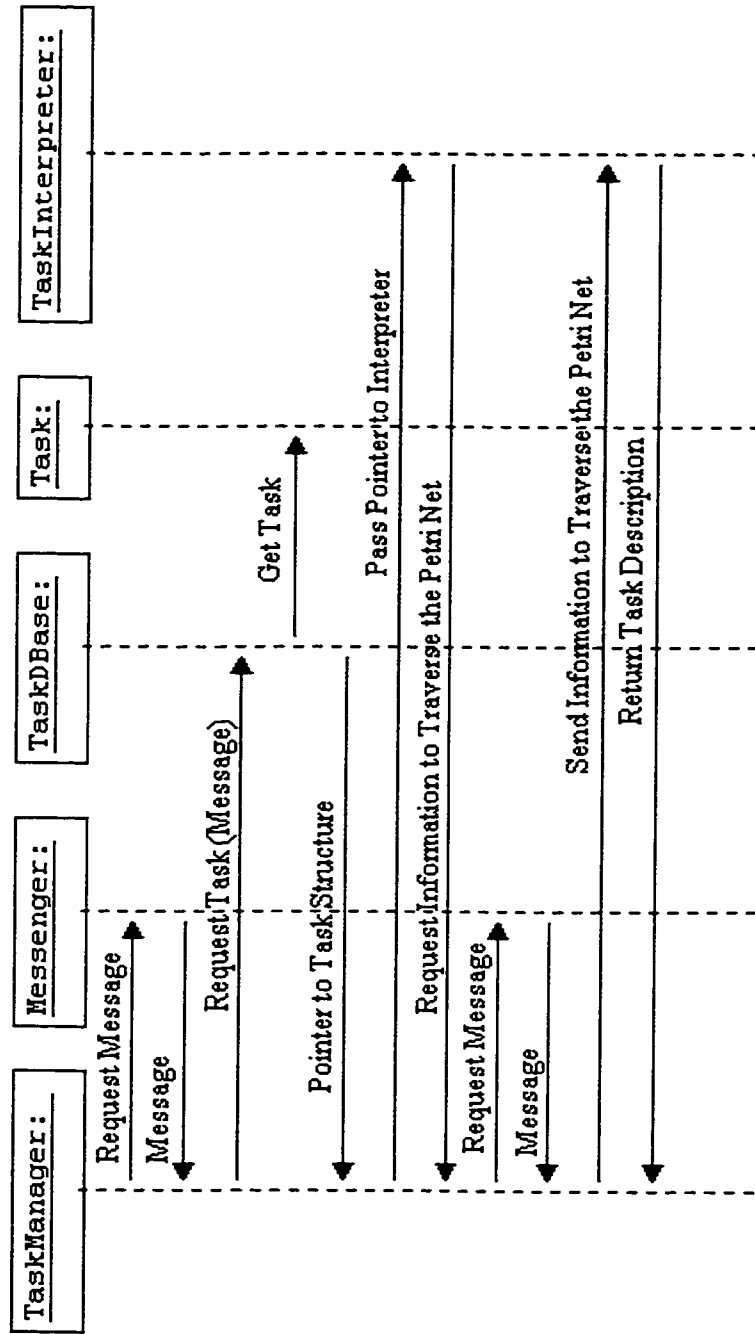 TaskManager:
Messenger:
TaskDBase:
Task:
TaskInterpreter:
Request Message
Message
Request Task(Message)
Get Task
Pointer to Task Structure
Pass Pointer to Interpreter
Request Information to Traverse the Petri Net
Request Message
Message
Send Information to Traverse the Petri Net
Return Task Description